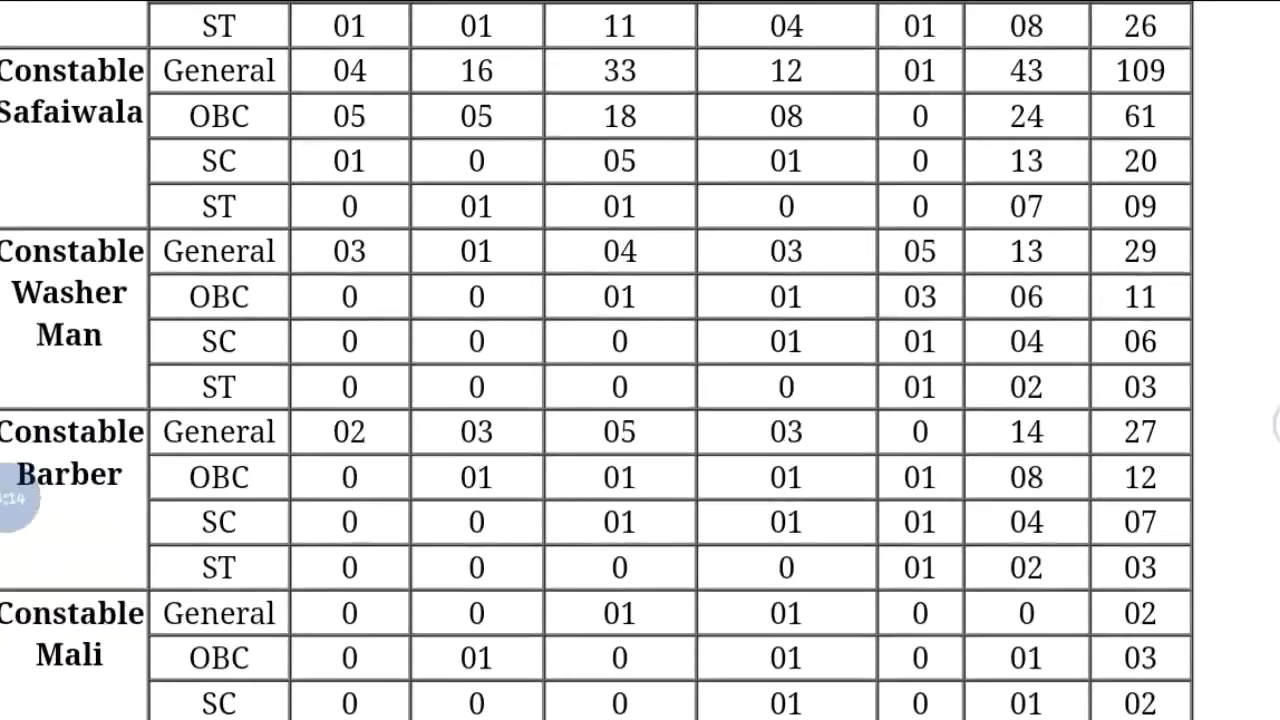 ST 01 01 11 04 01 08 26
Constable General 04 16 33 12 01 43 109
Safaiwala OBC 05 05 18 08 0 24 61
SC 01 0 05 01 0 13 20
ST 0 01 01 0 0 07 09
Constable General 03 01 04 03 05 13 29
Washer OBC 0 0 01 01 03 06 11
Man SC 0 0 0 01 01 04 06
ST 0 0 0 0 01 02 03
Constable General 02 03 05 03 0 14 27
Barber OBC 0 01 01 01 01 08 12
SC 0 0 01 01 01 04 07
ST 0 0 0 0 01 02 03
Constable General 0 0 01 01 0 0 02
Mali OBC 0 01 0 01 0 01 03
SC 0 0 0 01 0 01 02